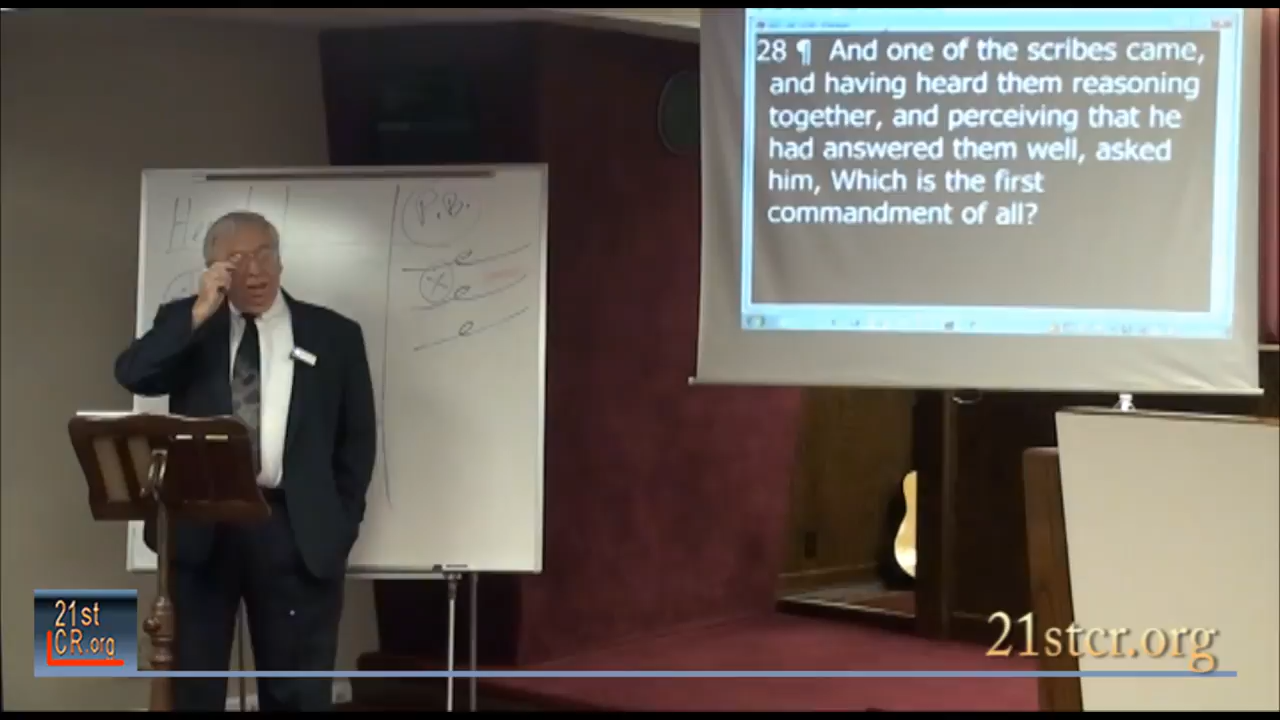 28 ¶ And one of the scribes came,
and having heard them reasoning
together, and perceiving that he
had answered them well, asked
him, Which is the first
commandment of all?
P.B.
e
x
e
e
21st
CR.org
21stcr.org